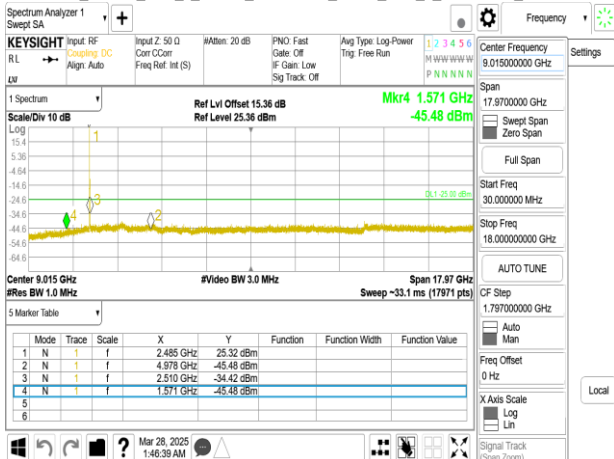 Spectrum Analyzer 1
Swept SA
Frequency
KEYSIGHT
Input: RF
Coupling: DC
Align: Auto
RL
Input Z: 50 Ω
Corr CCorr
Freq Ref: Int (S)
#Atten: 20 dB
PNO: Fast
Gate: Off
IF Gain: Low
Sig Track: Off
Avg Type: Log-Power
Trig: Free Run
1 2 3 4 5 6
M W W W W W
P N N N N N
Settings
1 Spectrum
Scale/Div 10 dB
Ref Lvl Offset 15.36 dB
Ref Level 25.36 dBm
Mkr4 1.571 GHz
-45.48 dBm
Log
15.4
5.36
-4.64
-14.6
-24.6
-34.6
-44.6
-54.6
-64.6
1
3
4
2
DL1 -25.00 dBm
Center 9.015 GHz
#Res BW 1.0 MHz
#Video BW 3.0 MHz
Span 17.97 GHz
Sweep ~33.1 ms (17971 pts)
5 Marker Table
Mode Trace Scale X Y Function Function Width Function Value
1 N 1 f 2.485 GHz 25.32 dBm
2 N 1 f 4.978 GHz -45.48 dBm
3 N 1 f 2.510 GHz -34.42 dBm
4 N 1 f 1.571 GHz -45.48 dBm
5
6
Center Frequency
9.015000000 GHz
Span
17.9700000 GHz
Swept Span
Zero Span
Full Span
Start Freq
30.000000 MHz
Stop Freq
18.000000000 GHz
AUTO TUNE
CF Step
1.797000000 GHz
Auto
Man
Freq Offset
0 Hz
X Axis Scale
Log
Lin
Signal Track
(Span Zoom)
Local
Mar 28, 2025
1:46:39 AM